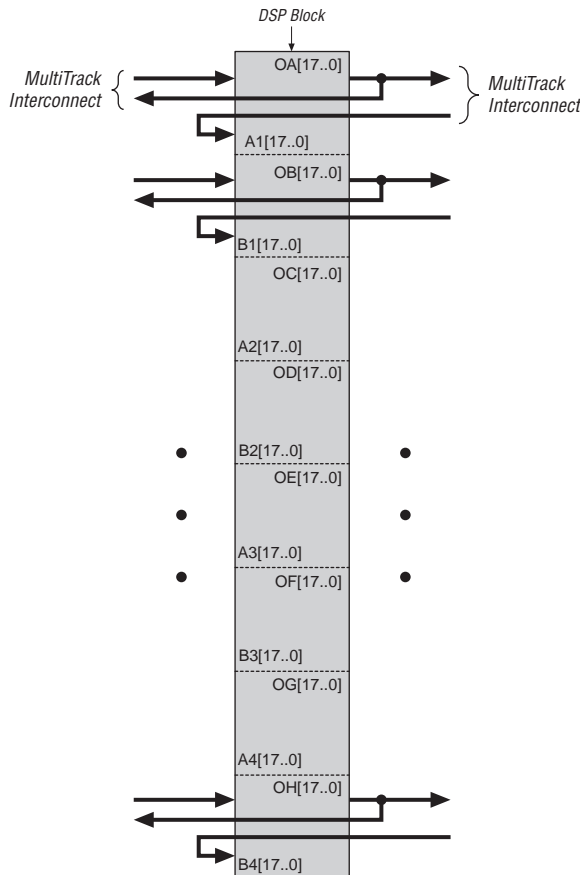 DSP Block
OA[17..0]
MultiTrack
Interconnect
MultiTrack
Interconnect
A1[17..0]
OB[17..0]
B1[17..0]
OC[17..0]
A2[17..0]
OD[17..0]
B2[17..0]
OE[17..0]
A3[17..0]
OF[17..0]
B3[17..0]
OG[17..0]
A4[17..0]
OH[17..0]
B4[17..0]